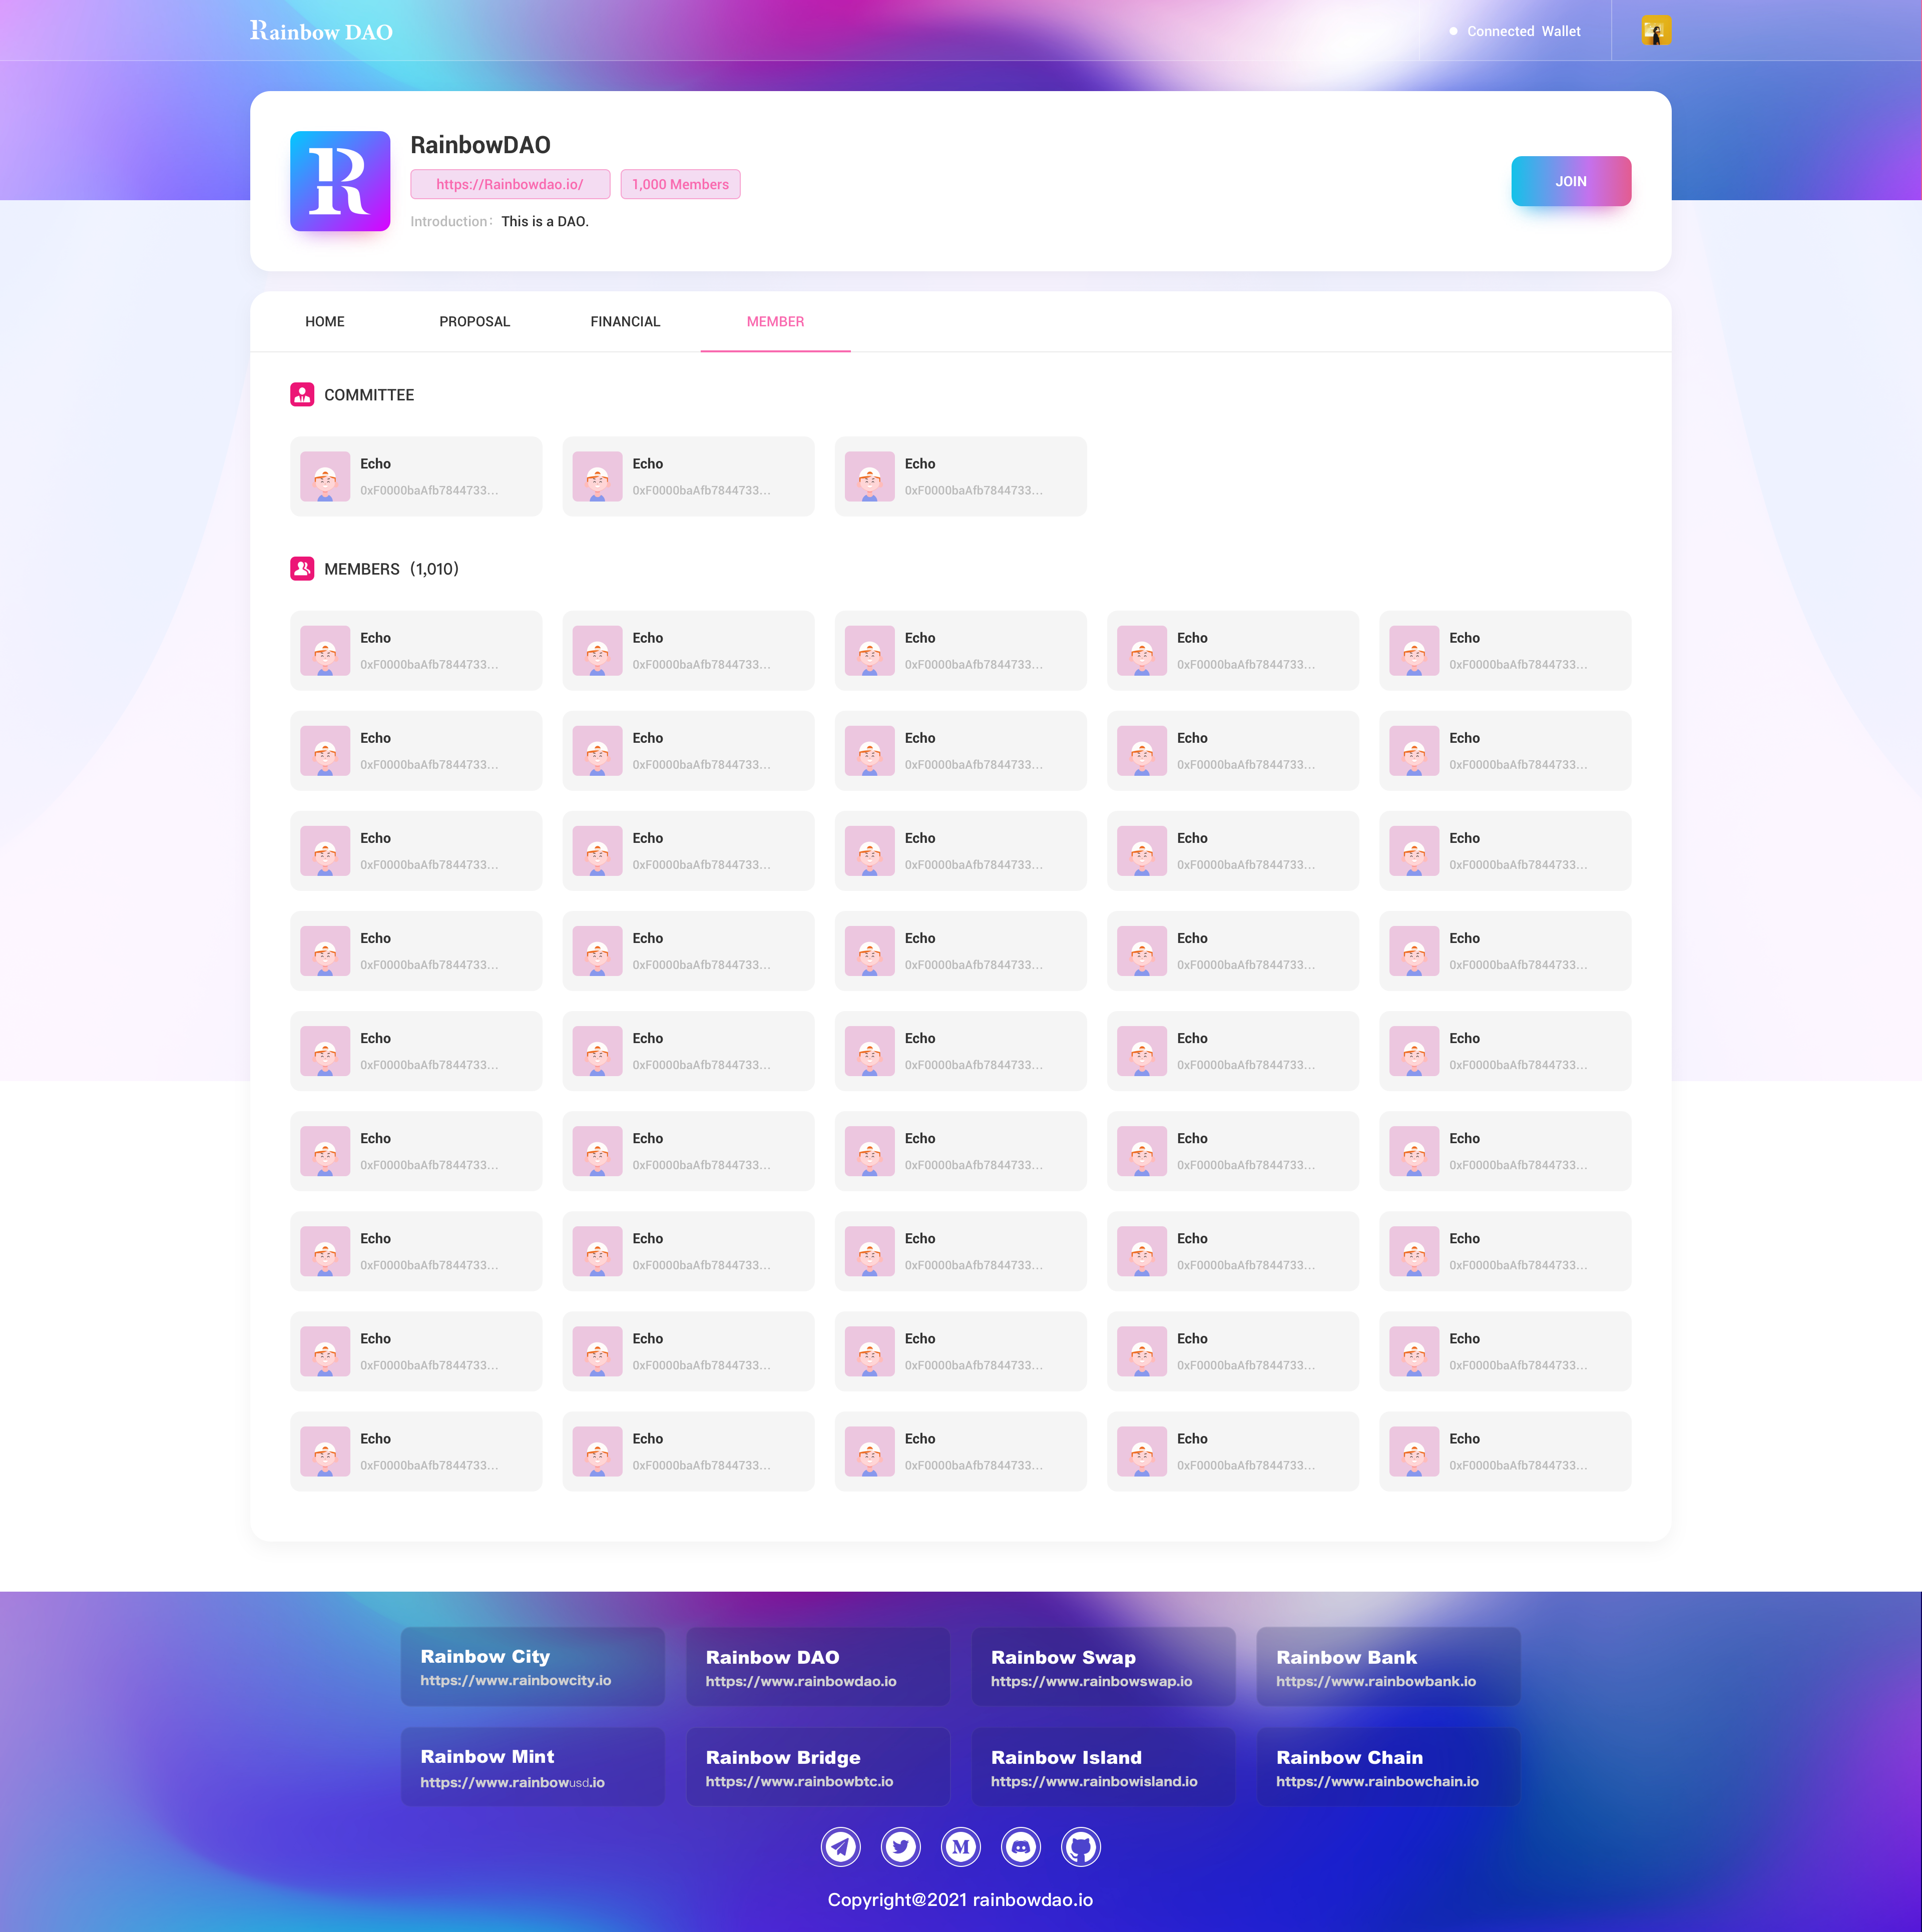 Rainbow DAO
Connected Wallet
RainbowDAO
https://Rainbowdao.io/ 1,000 Members
Introduction: This is a DAO.
JOIN
HOME PROPOSAL FINANCIAL MEMBER
COMMITTEE
Echo Echo Echo
0xF0000baAfb7844733... 0xF0000baAfb7844733... 0xF0000baAfb7844733...
MEMBERS (1,010)
Echo Echo Echo Echo Echo
0xF0000baAfb7844733... 0xF0000baAfb7844733... 0xF0000baAfb7844733... 0xF0000baAfb7844733... 0xF0000baAfb7844733...
Echo Echo Echo Echo Echo
0xF0000baAfb7844733... 0xF0000baAfb7844733... 0xF0000baAfb7844733... 0xF0000baAfb7844733... 0xF0000baAfb7844733...
Echo Echo Echo Echo Echo
0xF0000baAfb7844733... 0xF0000baAfb7844733... 0xF0000baAfb7844733... 0xF0000baAfb7844733... 0xF0000baAfb7844733...
Echo Echo Echo Echo Echo
0xF0000baAfb7844733... 0xF0000baAfb7844733... 0xF0000baAfb7844733... 0xF0000baAfb7844733... 0xF0000baAfb7844733...
Echo Echo Echo Echo Echo
0xF0000baAfb7844733... 0xF0000baAfb7844733... 0xF0000baAfb7844733... 0xF0000baAfb7844733... 0xF0000baAfb7844733...
Echo Echo Echo Echo Echo
0xF0000baAfb7844733... 0xF0000baAfb7844733... 0xF0000baAfb7844733... 0xF0000baAfb7844733... 0xF0000baAfb7844733...
Echo Echo Echo Echo Echo
0xF0000baAfb7844733... 0xF0000baAfb7844733... 0xF0000baAfb7844733... 0xF0000baAfb7844733... 0xF0000baAfb7844733...
Echo Echo Echo Echo Echo
0xF0000baAfb7844733... 0xF0000baAfb7844733... 0xF0000baAfb7844733... 0xF0000baAfb7844733... 0xF0000baAfb7844733...
Echo Echo Echo Echo Echo
0xF0000baAfb7844733... 0xF0000baAfb7844733... 0xF0000baAfb7844733... 0xF0000baAfb7844733... 0xF0000baAfb7844733...
Rainbow City Rainbow DAO Rainbow Swap Rainbow Bank
https://www.rainbowcity.io https://www.rainbowdao.io https://www.rainbowswap.io https://www.rainbowbank.io
Rainbow Mint Rainbow Bridge Rainbow Island Rainbow Chain
https://www.rainbowusd.io https://www.rainbowbtc.io https://www.rainbowisland.io https://www.rainbowchain.io
Copyright@2021 rainbowdao.io